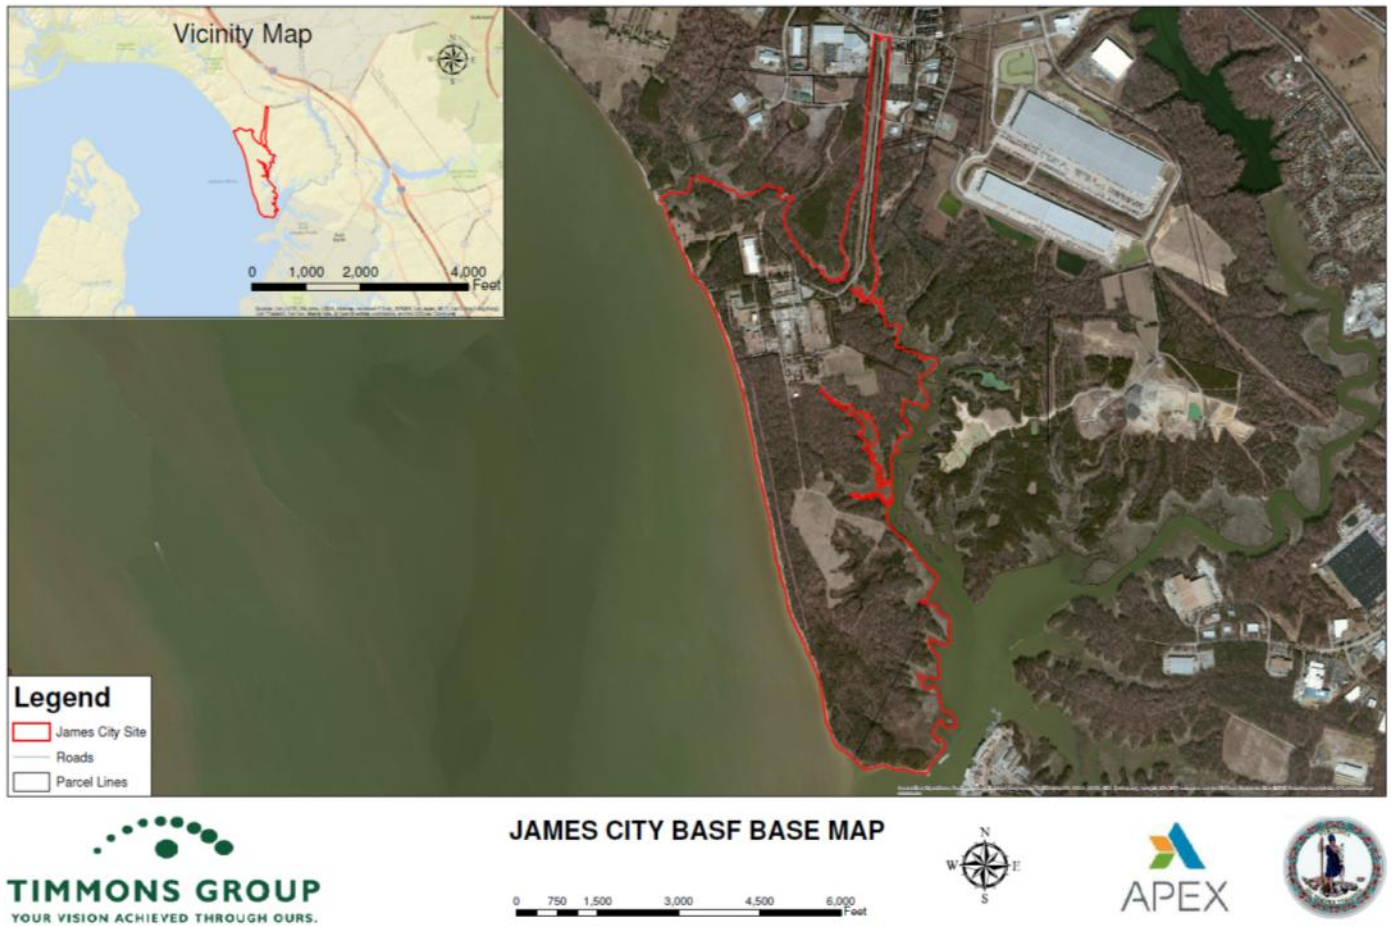 Vicinity Map
N
W
E
S
0 1,000 2,000 4,000
Feet
Legend
James City Site
Roads
Parcel Lines
TIMMONS GROUP
YOUR VISION ACHIEVED THROUGH OURS.
JAMES CITY BASF BASE MAP
0 750 1,500 3,000 4,500 6,000
Feet
N
W
E
S
APEX